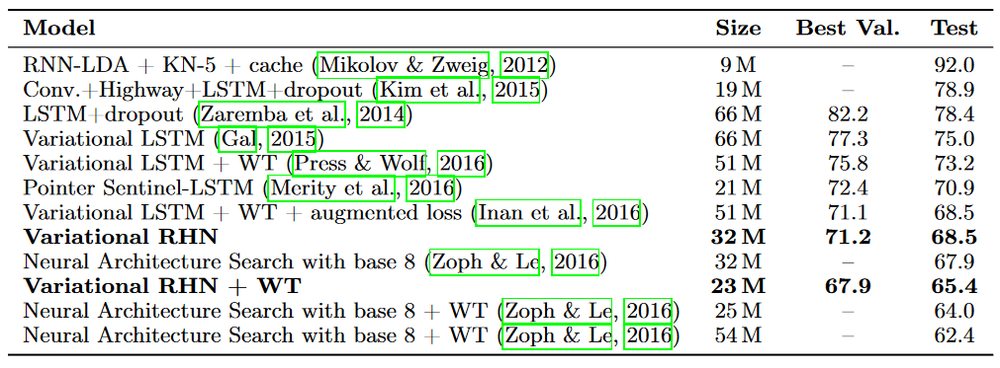 Model Size Best Val. Test
RNN-LDA + KN-5 + cache (Mikolov & Zweig, 2012) 9 M – 92.0
Conv.+Highway+LSTM+dropout (Kim et al., 2015) 19 M – 78.9
LSTM+dropout (Zaremba et al., 2014) 66 M 82.2 78.4
Variational LSTM (Gal, 2015) 66 M 77.3 75.0
Variational LSTM + WT (Press & Wolf, 2016) 51 M 75.8 73.2
Pointer Sentinel-LSTM (Merity et al., 2016) 21 M 72.4 70.9
Variational LSTM + WT + augmented loss (Inan et al., 2016) 51 M 71.1 68.5
Variational RHN 32 M 71.2 68.5
Neural Architecture Search with base 8 (Zoph & Le, 2016) 32 M – 67.9
Variational RHN + WT 23 M 67.9 65.4
Neural Architecture Search with base 8 + WT (Zoph & Le, 2016) 25 M – 64.0
Neural Architecture Search with base 8 + WT (Zoph & Le, 2016) 54 M – 62.4